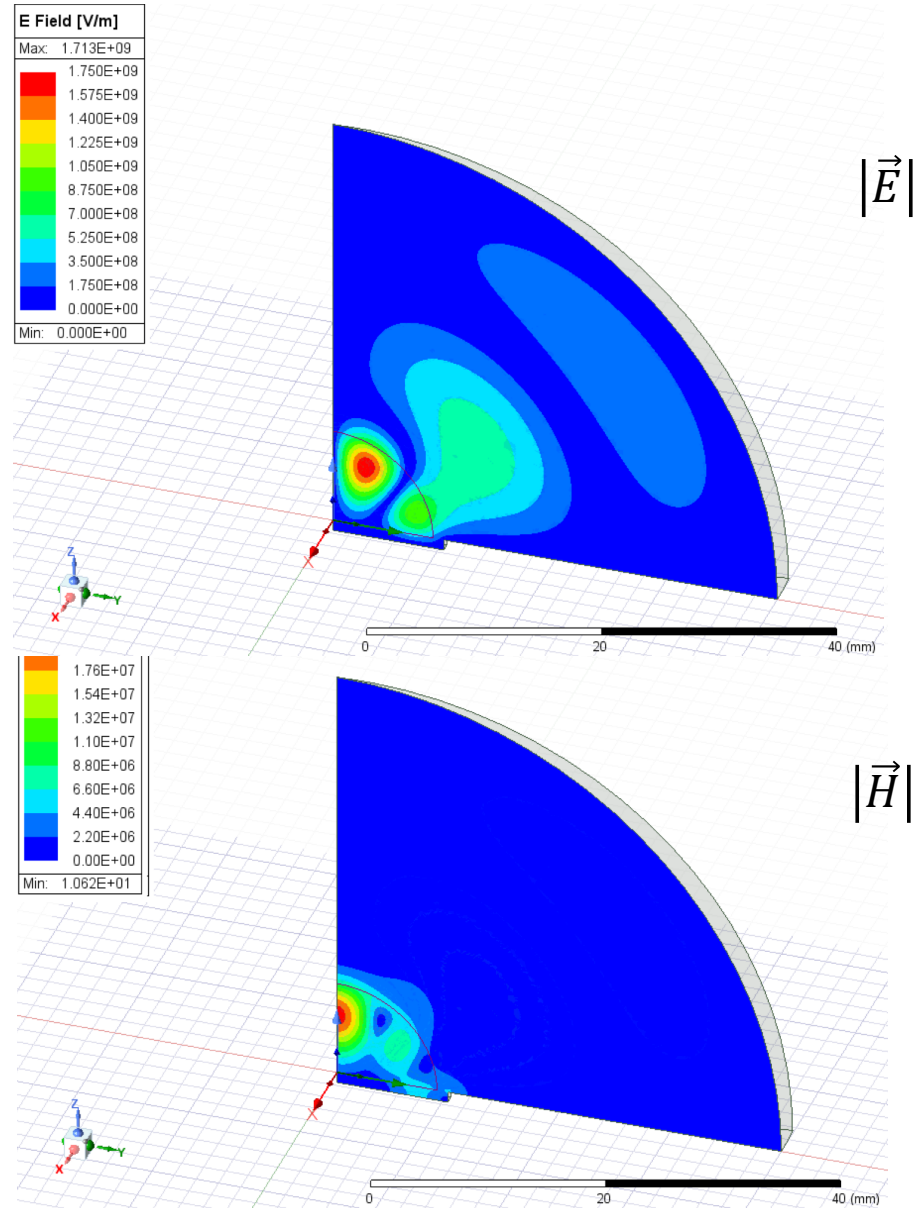 E Field [V/m]
Max: 1.713E+09
1.750E+09
1.575E+09
1.400E+09
1.225E+09
1.050E+09
8.750E+08
7.000E+08
5.250E+08
3.500E+08
1.750E+08
0.000E+00
Min: 0.000E+00
|E⃗|
X
Z
Y
X
0
20
40 (mm)
1.76E+07
1.54E+07
1.32E+07
1.10E+07
8.80E+06
6.60E+06
4.40E+06
2.20E+06
0.00E+00
Min: 1.062E+01
|H⃗|
X
Z
Y
X
0
20
40 (mm)